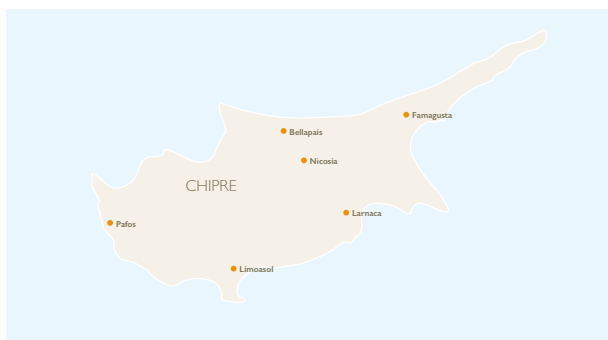 Famagusta
Bellapais
Nicosia
CHIPRE
Larnaca
Pafos
Limoasol